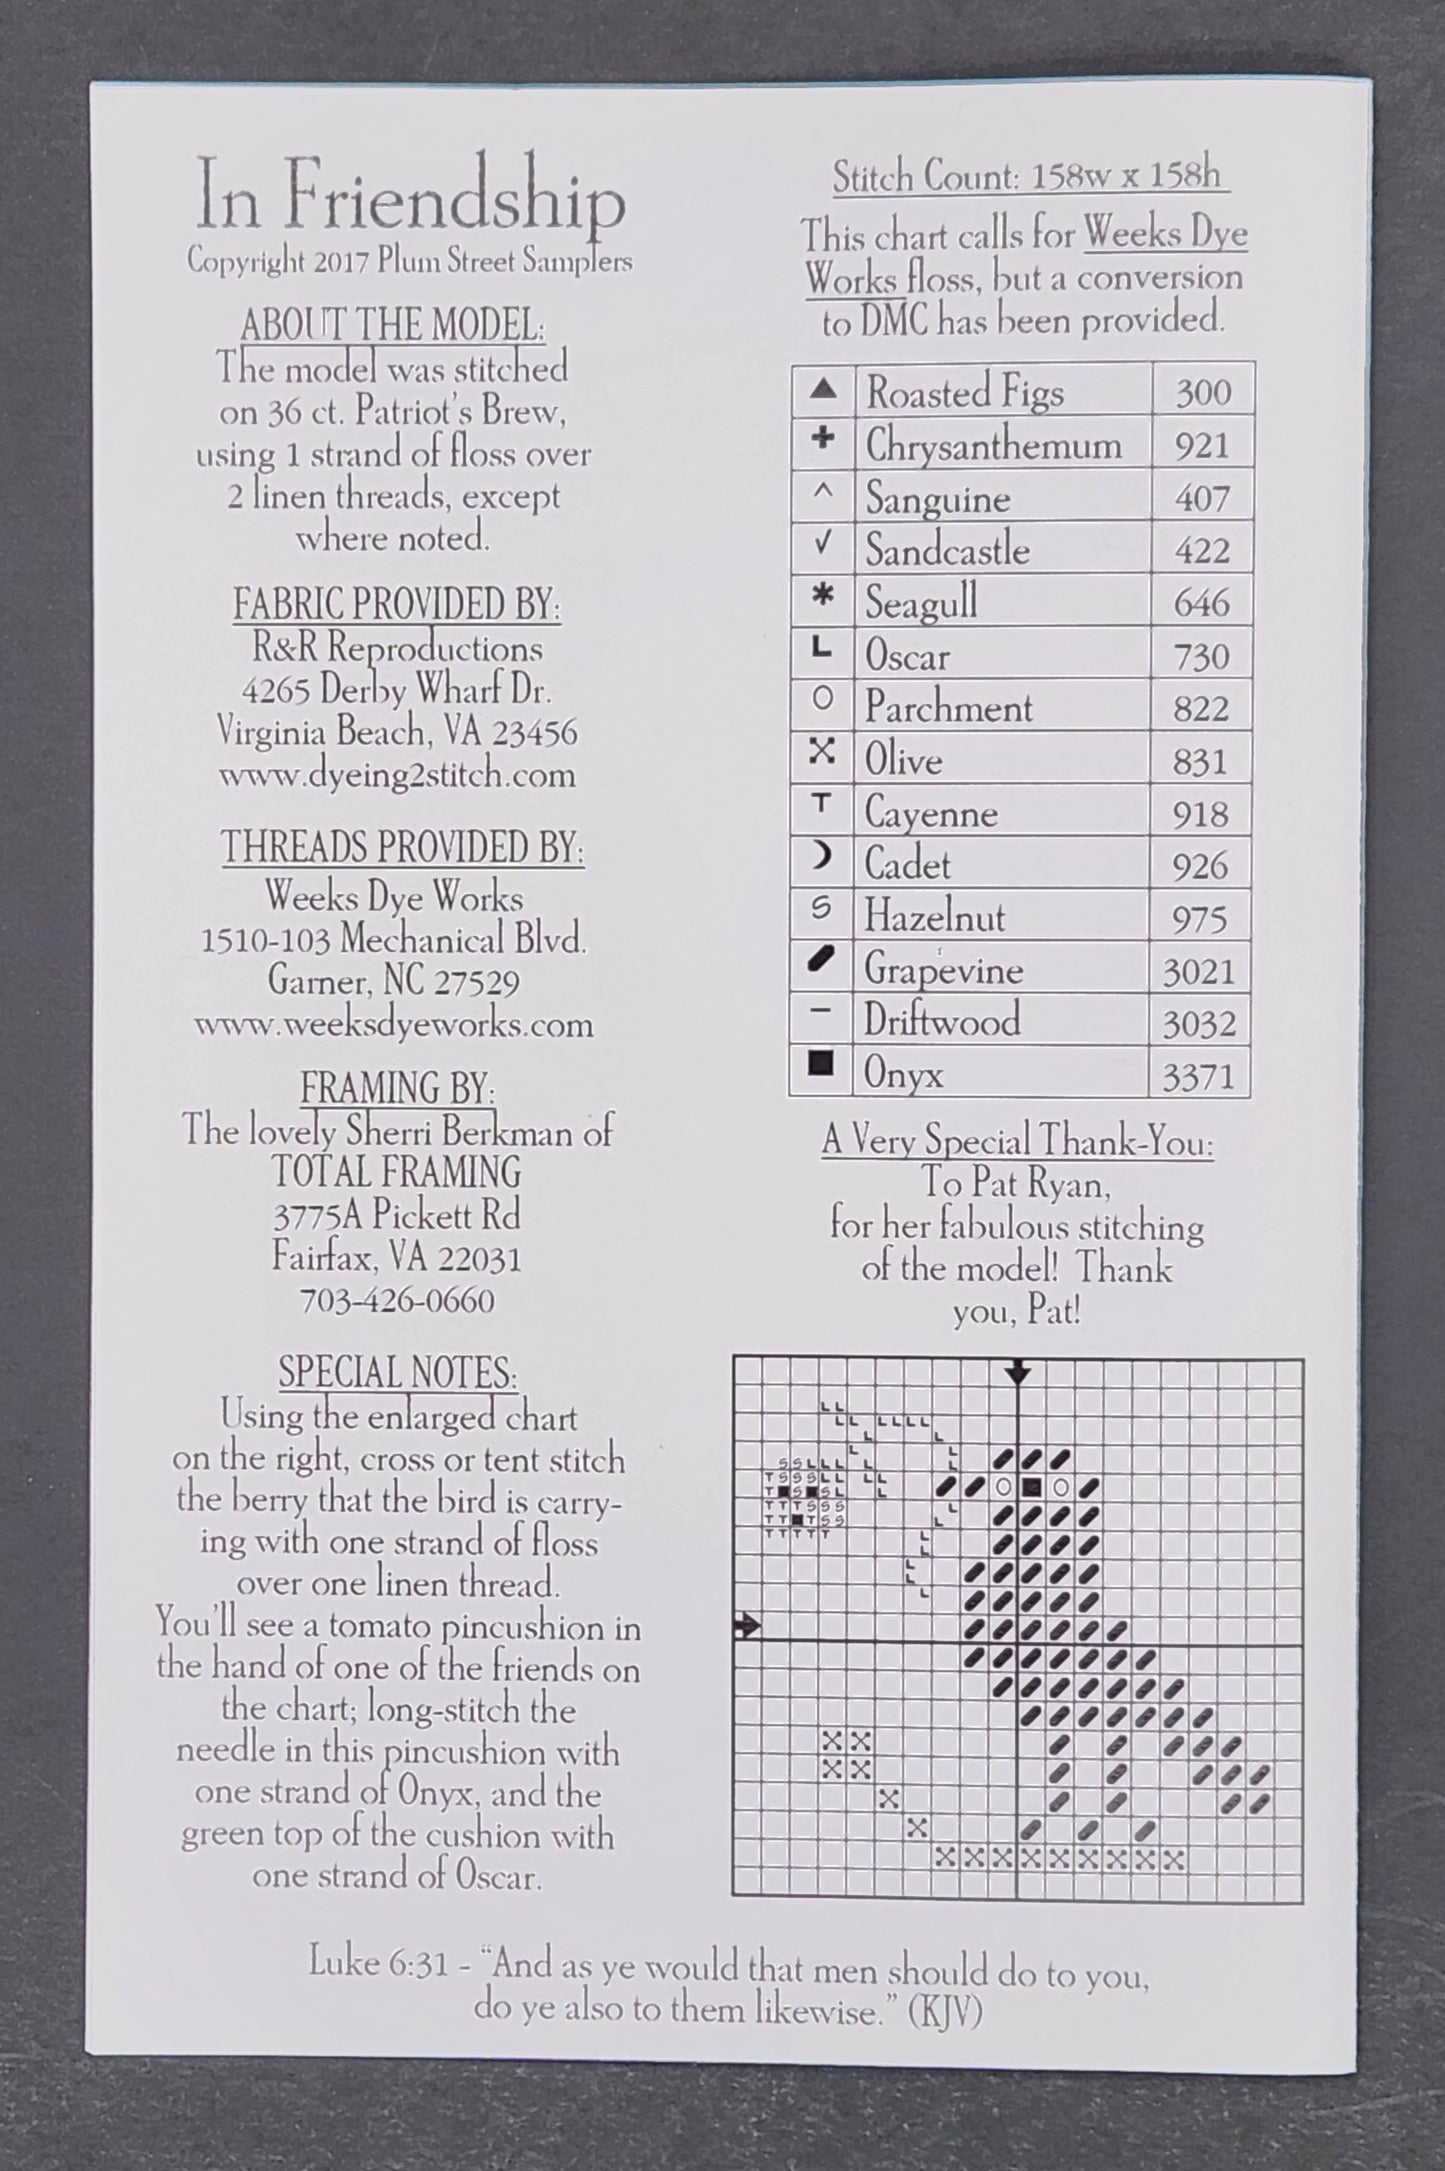 In Friendship
Copyright 2017 Plum Street Samplers
ABOUT THE MODEL:
The model was stitched
on 36 ct. Patriot's Brew,
using 1 strand of floss over
2 linen threads, except
where noted.
FABRIC PROVIDED BY:
R&R Reproductions
4265 Derby Wharf Dr.
Virginia Beach, VA 23456
www.dyeing2stitch.com
THREADS PROVIDED BY:
Weeks Dye Works
1510-103 Mechanical Blvd.
Garner, NC 27529
www.weeksdyeworks.com
FRAMING BY:
The lovely Sherri Berkman of
TOTAL FRAMING
3775A Pickett Rd
Fairfax, VA 22031
703-426-0660
SPECIAL NOTES:
Using the enlarged chart
on the right, cross or tent stitch
the berry that the bird is carry-
ing with one strand of floss
over one linen thread.
You'll see a tomato pincushion in
the hand of one of the friends on
the chart; long-stitch the
needle in this pincushion with
one strand of Onyx, and the
green top of the cushion with
one strand of Oscar.
Stitch Count: 158w x 158h
This chart calls for Weeks Dye
Works floss, but a conversion
to DMC has been provided.
▲ Roasted Figs 300
✚ Chrysanthemum 921
^ Sanguine 407
√ Sandcastle 422
* Seagull 646
L Oscar 730
O Parchment 822
X Olive 831
T Cayenne 918
) Cadet 926
S Hazelnut 975
/ Grapevine 3021
– Driftwood 3032
■ Onyx 3371
A Very Special Thank-You:
To Pat Ryan,
for her fabulous stitching
of the model! Thank
you, Pat!
Luke 6:31 - "And as ye would that men should do to you,
do ye also to them likewise." (KJV)